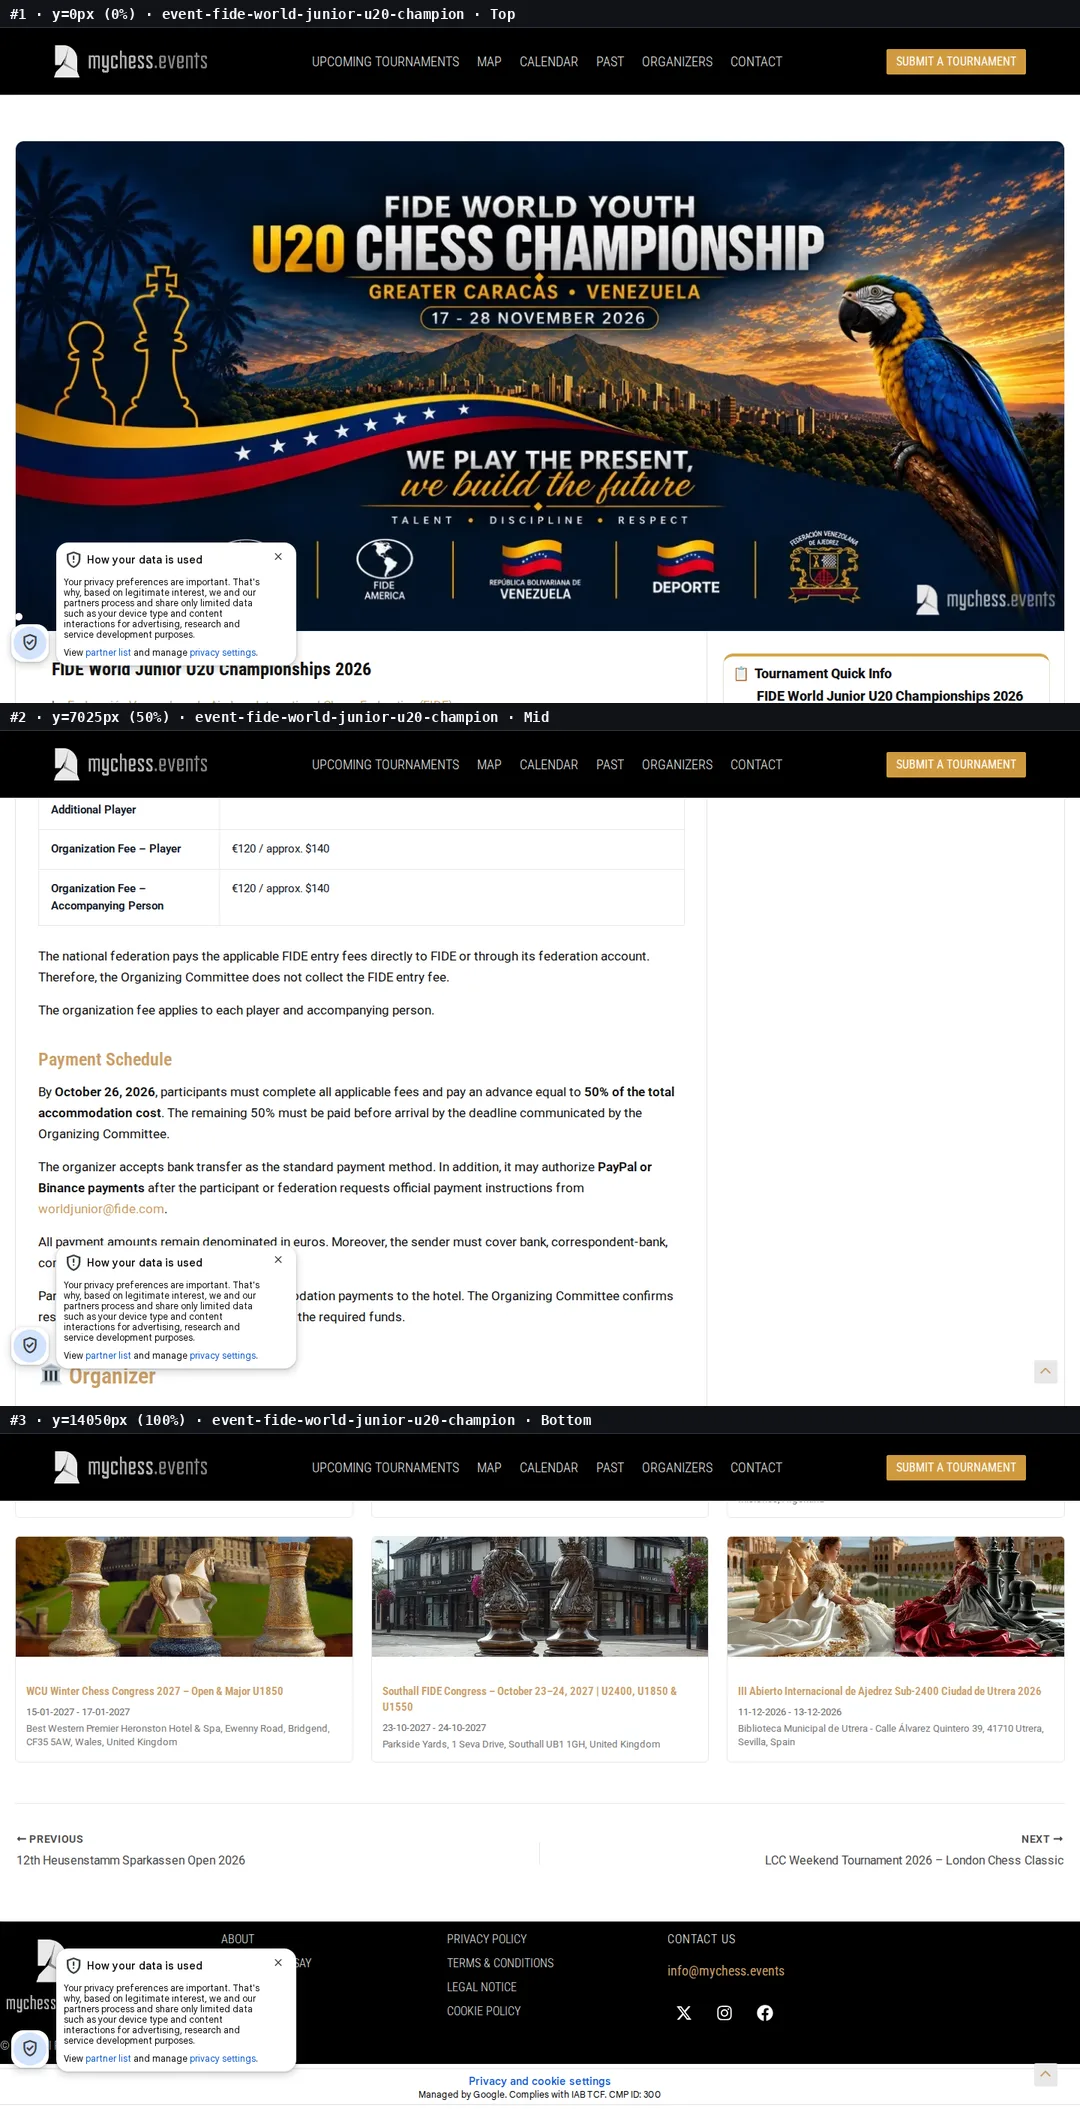 #1 · y=0px (0%) · event-fide-world-junior-u20-champion · Top
mychess.events
UPCOMING TOURNAMENTS MAP CALENDAR PAST ORGANIZERS CONTACT
SUBMIT A TOURNAMENT
FIDE WORLD YOUTH
U20 CHESS CHAMPIONSHIP
GREATER CARACAS • VENEZUELA
17 - 28 NOVEMBER 2026
WE PLAY THE PRESENT,
we build the future
TALENT • DISCIPLINE • RESPECT
FIDE
AMERICA
REPÚBLICA BOLIVARIANA DE
VENEZUELA
DEPORTE
FEDERACIÓN VENEZOLANA
DE AJEDREZ
mychess.events
How your data is used
Your privacy preferences are important. That's
why, based on legitimate interest, we and our
partners process and share only limited data
such as your device type and content
interactions for advertising, research and
service development purposes.
View partner list and manage privacy settings.
FIDE World Junior U20 Championships 2026
📋 Tournament Quick Info
FIDE World Junior U20 Championships 2026
#2 · y=7025px (50%) · event-fide-world-junior-u20-champion · Mid
mychess.events
UPCOMING TOURNAMENTS MAP CALENDAR PAST ORGANIZERS CONTACT
SUBMIT A TOURNAMENT
Additional Player
Organization Fee – Player €120 / approx. $140
Organization Fee – €120 / approx. $140
Accompanying Person
The national federation pays the applicable FIDE entry fees directly to FIDE or through its federation account.
Therefore, the Organizing Committee does not collect the FIDE entry fee.
The organization fee applies to each player and accompanying person.
Payment Schedule
By October 26, 2026, participants must complete all applicable fees and pay an advance equal to 50% of the total
accommodation cost. The remaining 50% must be paid before arrival by the deadline communicated by the
Organizing Committee.
The organizer accepts bank transfer as the standard payment method. In addition, it may authorize PayPal or
Binance payments after the participant or federation requests official payment instructions from
worldjunior@fide.com.
All payment amounts remain denominated in euros. Moreover, the sender must cover bank, correspondent-bank,
payments to the hotel. The Organizing Committee confirms
the required funds.
How your data is used
Your privacy preferences are important. That's
why, based on legitimate interest, we and our
partners process and share only limited data
such as your device type and content
interactions for advertising, research and
service development purposes.
View partner list and manage privacy settings.
🏛️ Organizer
#3 · y=14050px (100%) · event-fide-world-junior-u20-champion · Bottom
mychess.events
UPCOMING TOURNAMENTS MAP CALENDAR PAST ORGANIZERS CONTACT
SUBMIT A TOURNAMENT
WCU Winter Chess Congress 2027 – Open & Major U1850
15-01-2027 - 17-01-2027
Best Western Premier Heronston Hotel & Spa, Ewenny Road, Bridgend,
CF35 5AW, Wales, United Kingdom
Southall FIDE Congress – October 23–24, 2027 | U2400, U1850 &
U1550
23-10-2027 - 24-10-2027
Parkside Yards, 1 Seva Drive, Southall UB1 1GH, United Kingdom
III Abierto Internacional de Ajedrez Sub-2400 Ciudad de Utrera 2026
11-12-2026 - 13-12-2026
Biblioteca Municipal de Utrera - Calle Álvarez Quintero 39, 41710 Utrera,
Sevilla, Spain
← PREVIOUS
12th Heusenstamm Sparkassen Open 2026
NEXT →
LCC Weekend Tournament 2026 – London Chess Classic
ABOUT
PRIVACY POLICY
TERMS & CONDITIONS
LEGAL NOTICE
COOKIE POLICY
CONTACT US
info@mychess.events
mychess
©
How your data is used
Your privacy preferences are important. That's
why, based on legitimate interest, we and our
partners process and share only limited data
such as your device type and content
interactions for advertising, research and
service development purposes.
View partner list and manage privacy settings.
Privacy and cookie settings
Managed by Google. Complies with IAB TCF. CMP ID: 300